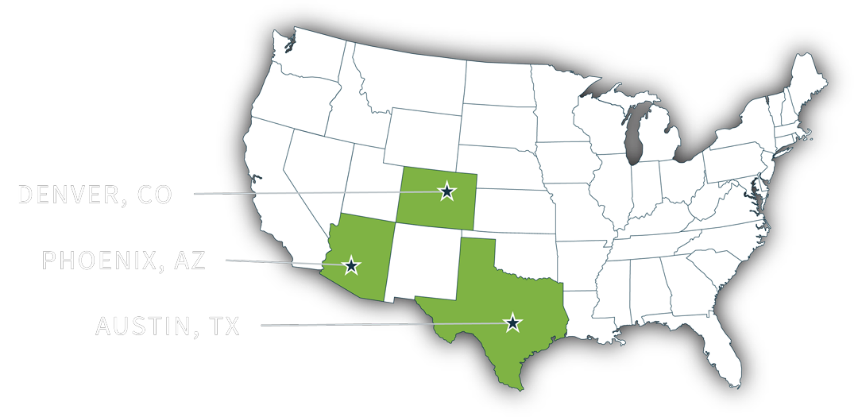 DENVER, CO
PHOENIX, AZ
AUSTIN, TX